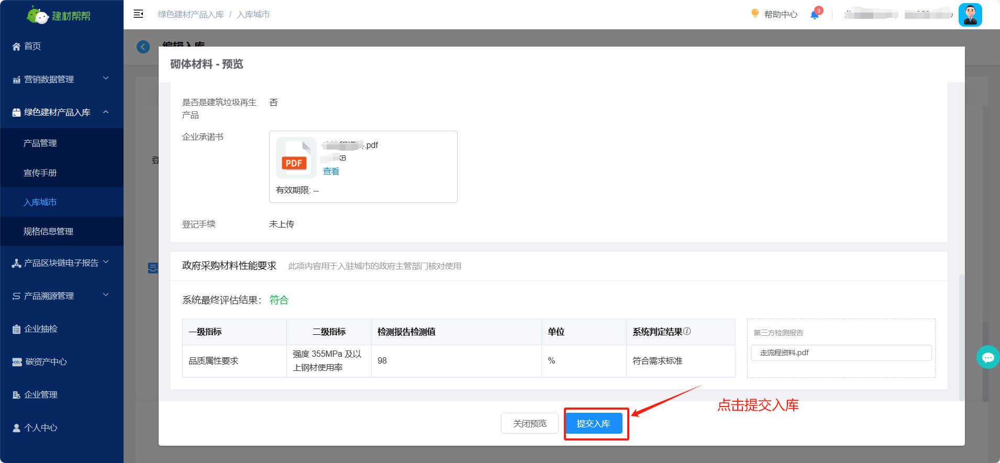 建材帮帮
绿色建材产品入库 / 入库城市
帮助中心
3
首页
营销数据管理
绿色建材产品入库
产品管理
宣传手册
入库城市
规格信息管理
产品区块链电子报告
产品溯源管理
企业抽检
CO₂ 碳资产中心
企业管理
个人中心
编辑入库
登
砌体材料 - 预览
是否是建筑垃圾再生产品
否
企业承诺书
PDF
.pdf
KB
查看
有效期限: --
登记手续
未上传
政府采购材料性能要求
此项内容用于入驻城市的政府主管部门核对使用
系统最终评估结果：
符合
一级指标
二级指标
检测报告检测值
单位
系统判定结果
品质属性要求
强度 355MPa 及以
上钢材使用率
98
%
符合需求标准
第三方检测报告
走流程资料.pdf
关闭预览
提交入库
点击提交入库